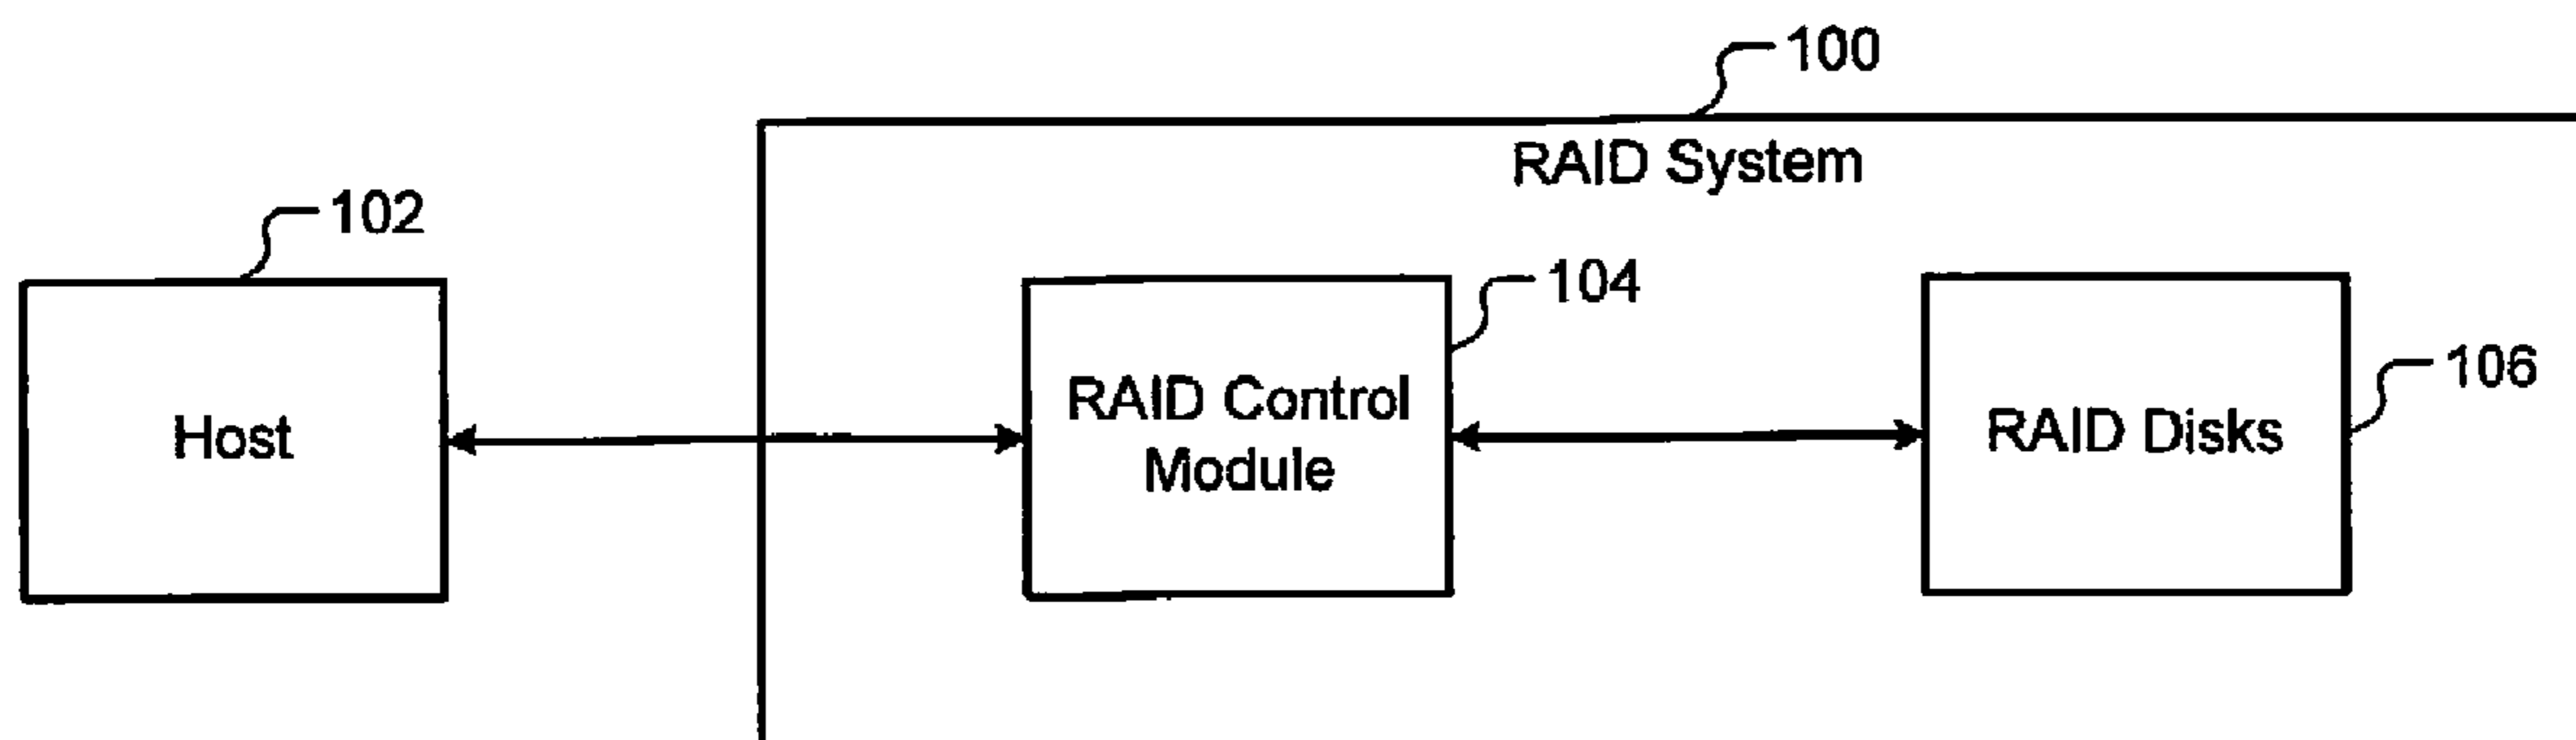 100
RAID System
102
104
RAID Control
Module
106
Host
RAID Disks